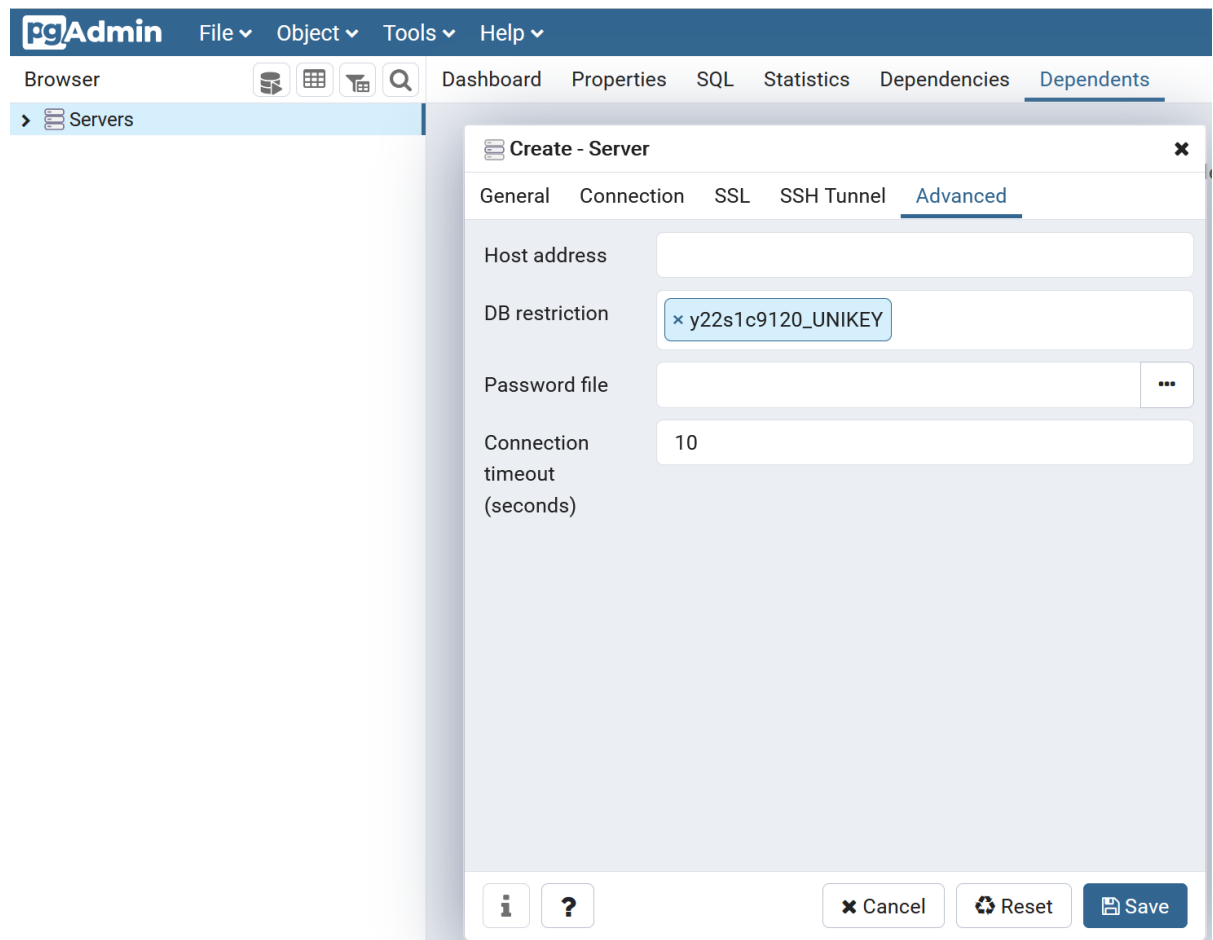 pgAdmin File Object Tools Help
Browser Dashboard Properties SQL Statistics Dependencies Dependents
Servers
Create - Server
General Connection SSL SSH Tunnel Advanced
Host address
DB restriction × y22s1c9120_UNIKEY
Password file
Connection timeout (seconds) 10
Cancel Reset Save